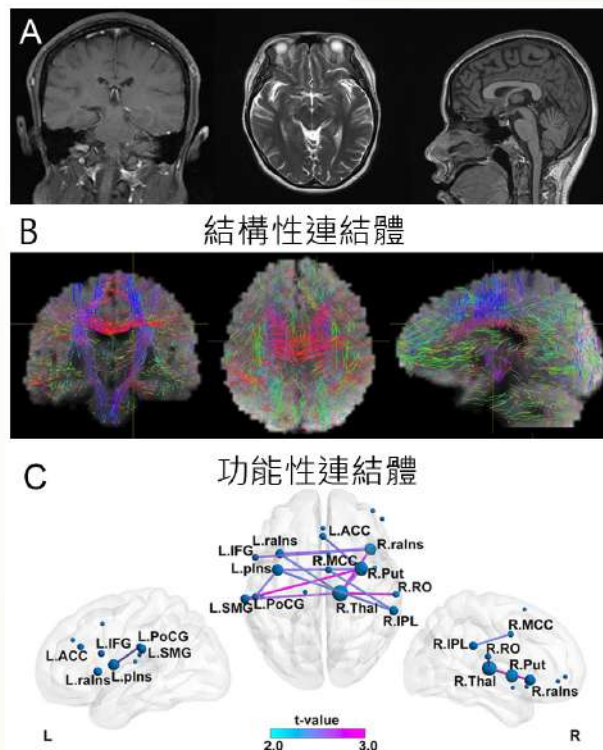 A
B
結構性連結體
C
功能性連結體
L.ACC
L.raIns
R.raIns
L.IFG
R.MCC
L.pIns
R.Put
L.SMG
L.PoCG
R.RO
R.Thal
R.IPL
L.IFG
L.PoCG
L.ACC
L.SMG
L.raIns
L.pIns
R.MCC
R.IPL
R.RO
R.Put
R.Thal
R.raIns
L
t-value
R
2.0
3.0